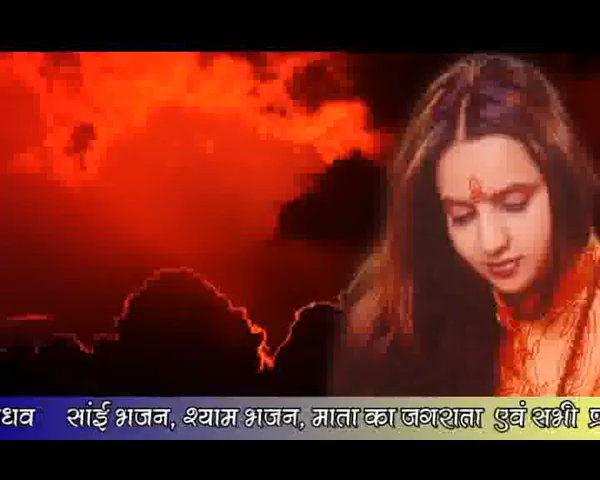 धव सांई भजन, श्याम भजन, माता का जगराता एवं सभी